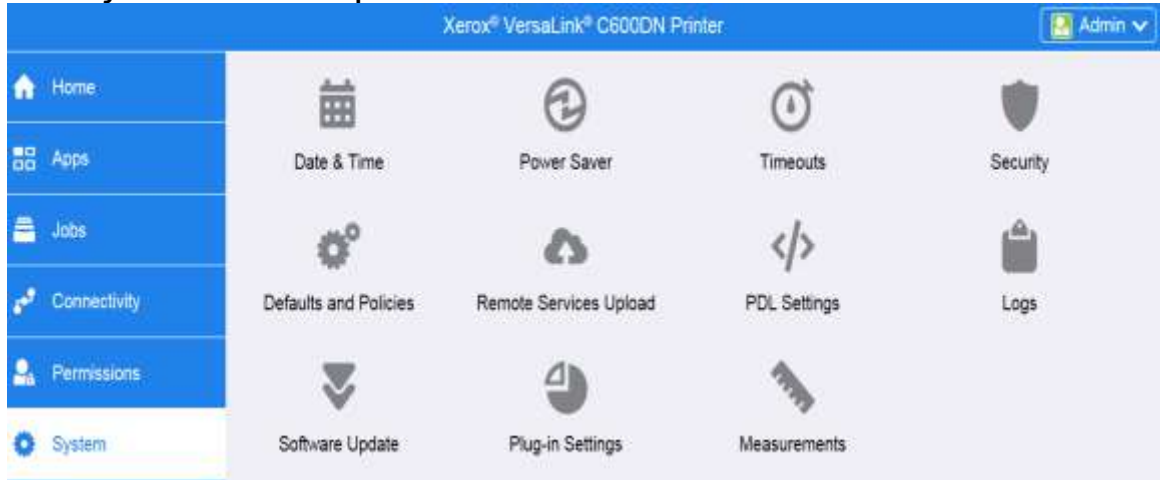 Xerox® VersaLink® C600DN Printer
Admin
Home
Apps
Jobs
Connectivity
Permissions
System
Date & Time
Power Saver
Timeouts
Security
Defaults and Policies
Remote Services Upload
PDL Settings
Logs
Software Update
Plug-in Settings
Measurements